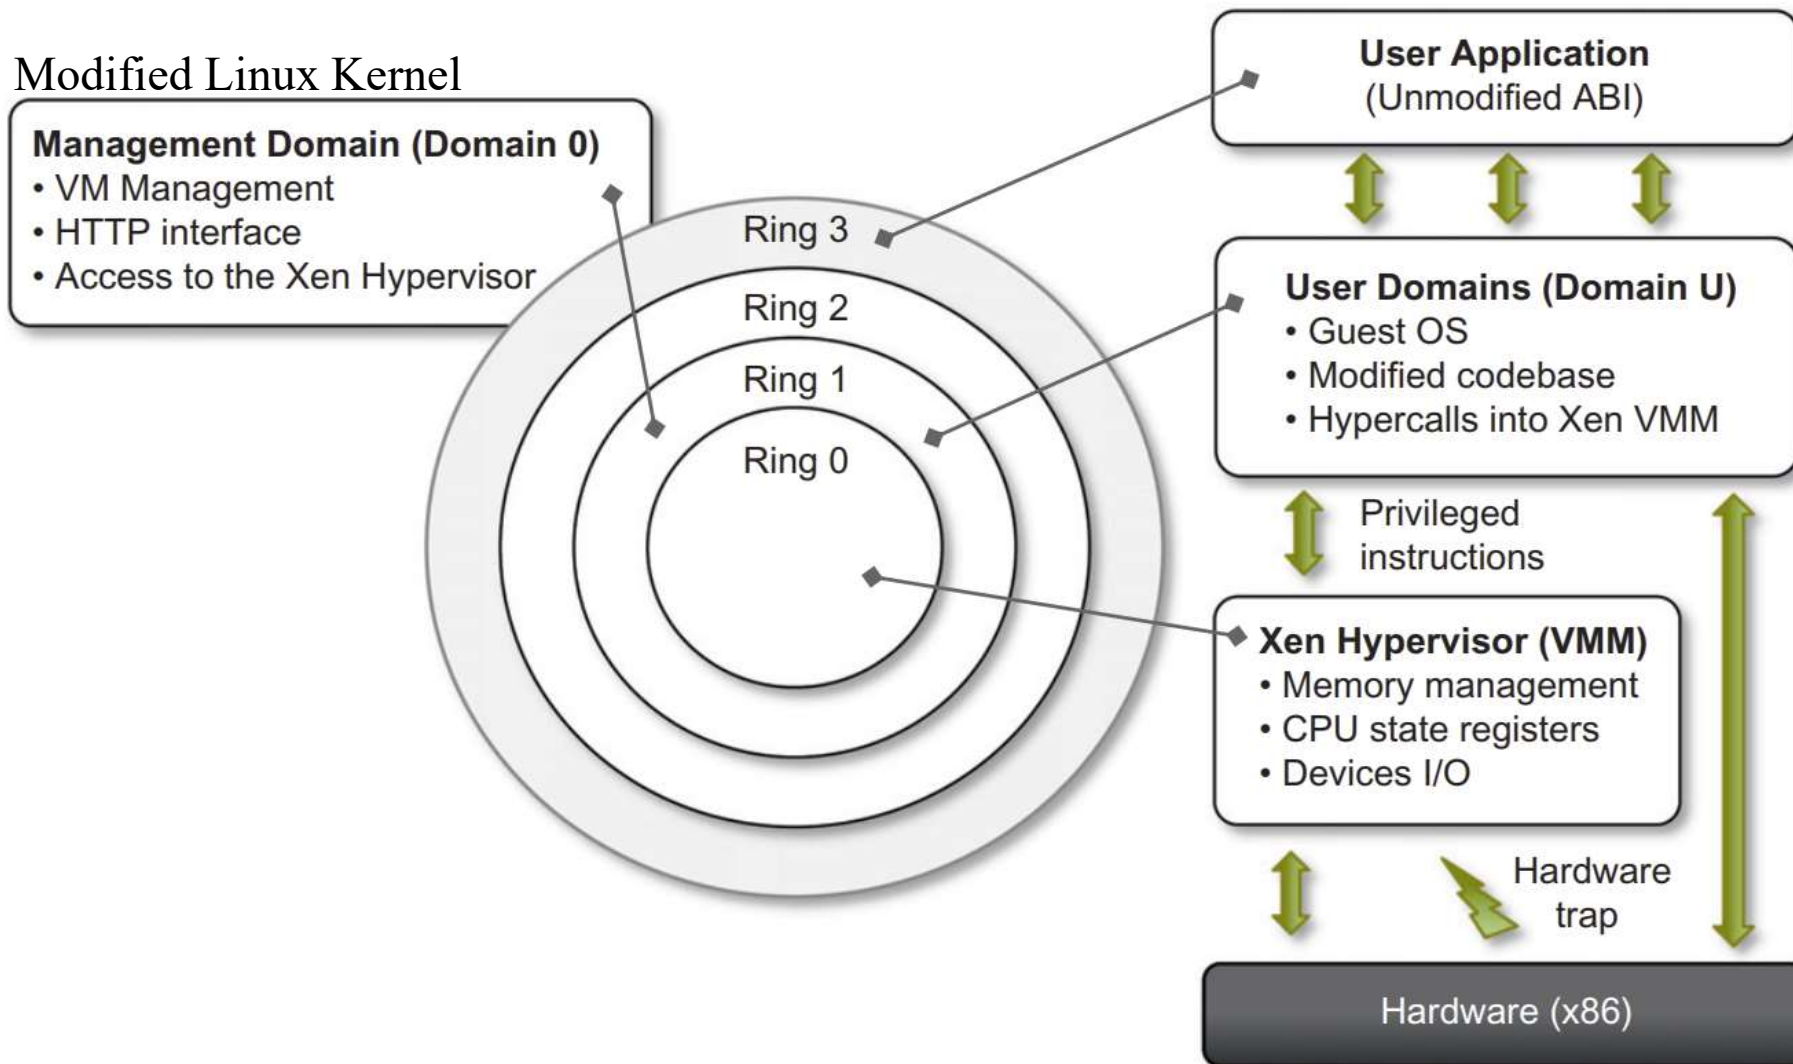 Modified Linux Kernel
Management Domain (Domain 0)
• VM Management
• HTTP interface
• Access to the Xen Hypervisor
Ring 3
Ring 2
Ring 1
Ring 0
User Application
(Unmodified ABI)
User Domains (Domain U)
• Guest OS
• Modified codebase
• Hypercalls into Xen VMM
Privileged
instructions
Xen Hypervisor (VMM)
• Memory management
• CPU state registers
• Devices I/O
Hardware
trap
Hardware (x86)